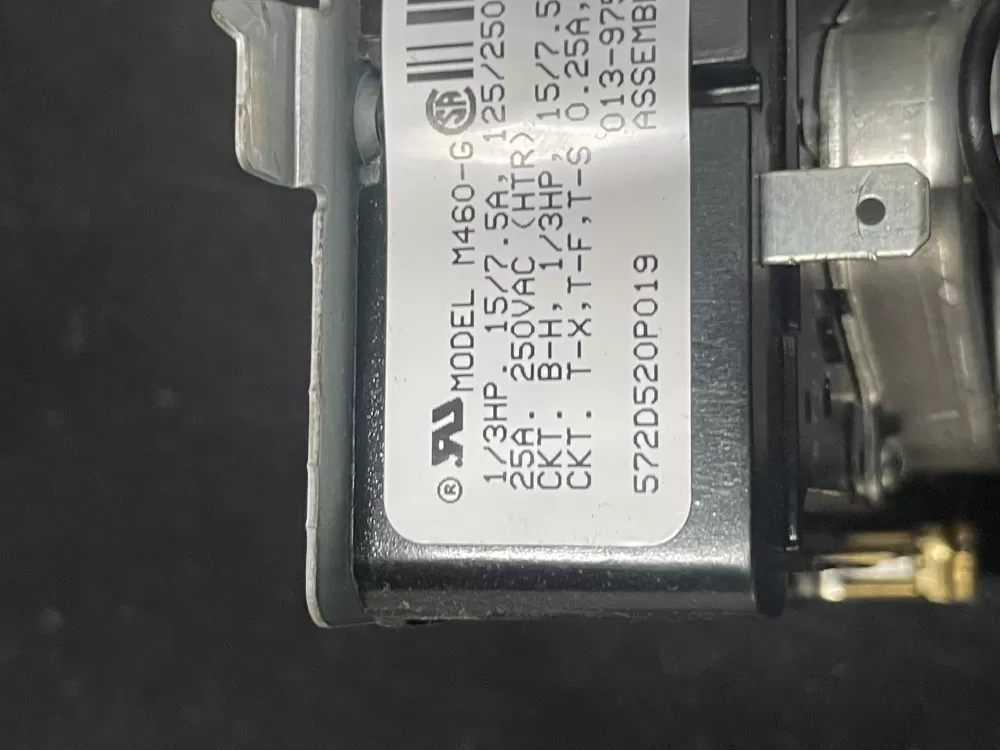 ® MODEL M460-G SA
1/3HP. 15/7.5A, 125/250
25A. 250VAC (HTR)
CKT: B-H, 1/3HP, 15/7.5
CKT. T-X,T-F,T-S 0.25A,
013-975
572D520P019 ASSEMB